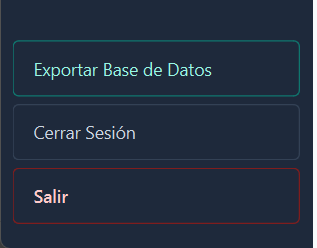 Exportar Base de Datos
Cerrar Sesión
Salir